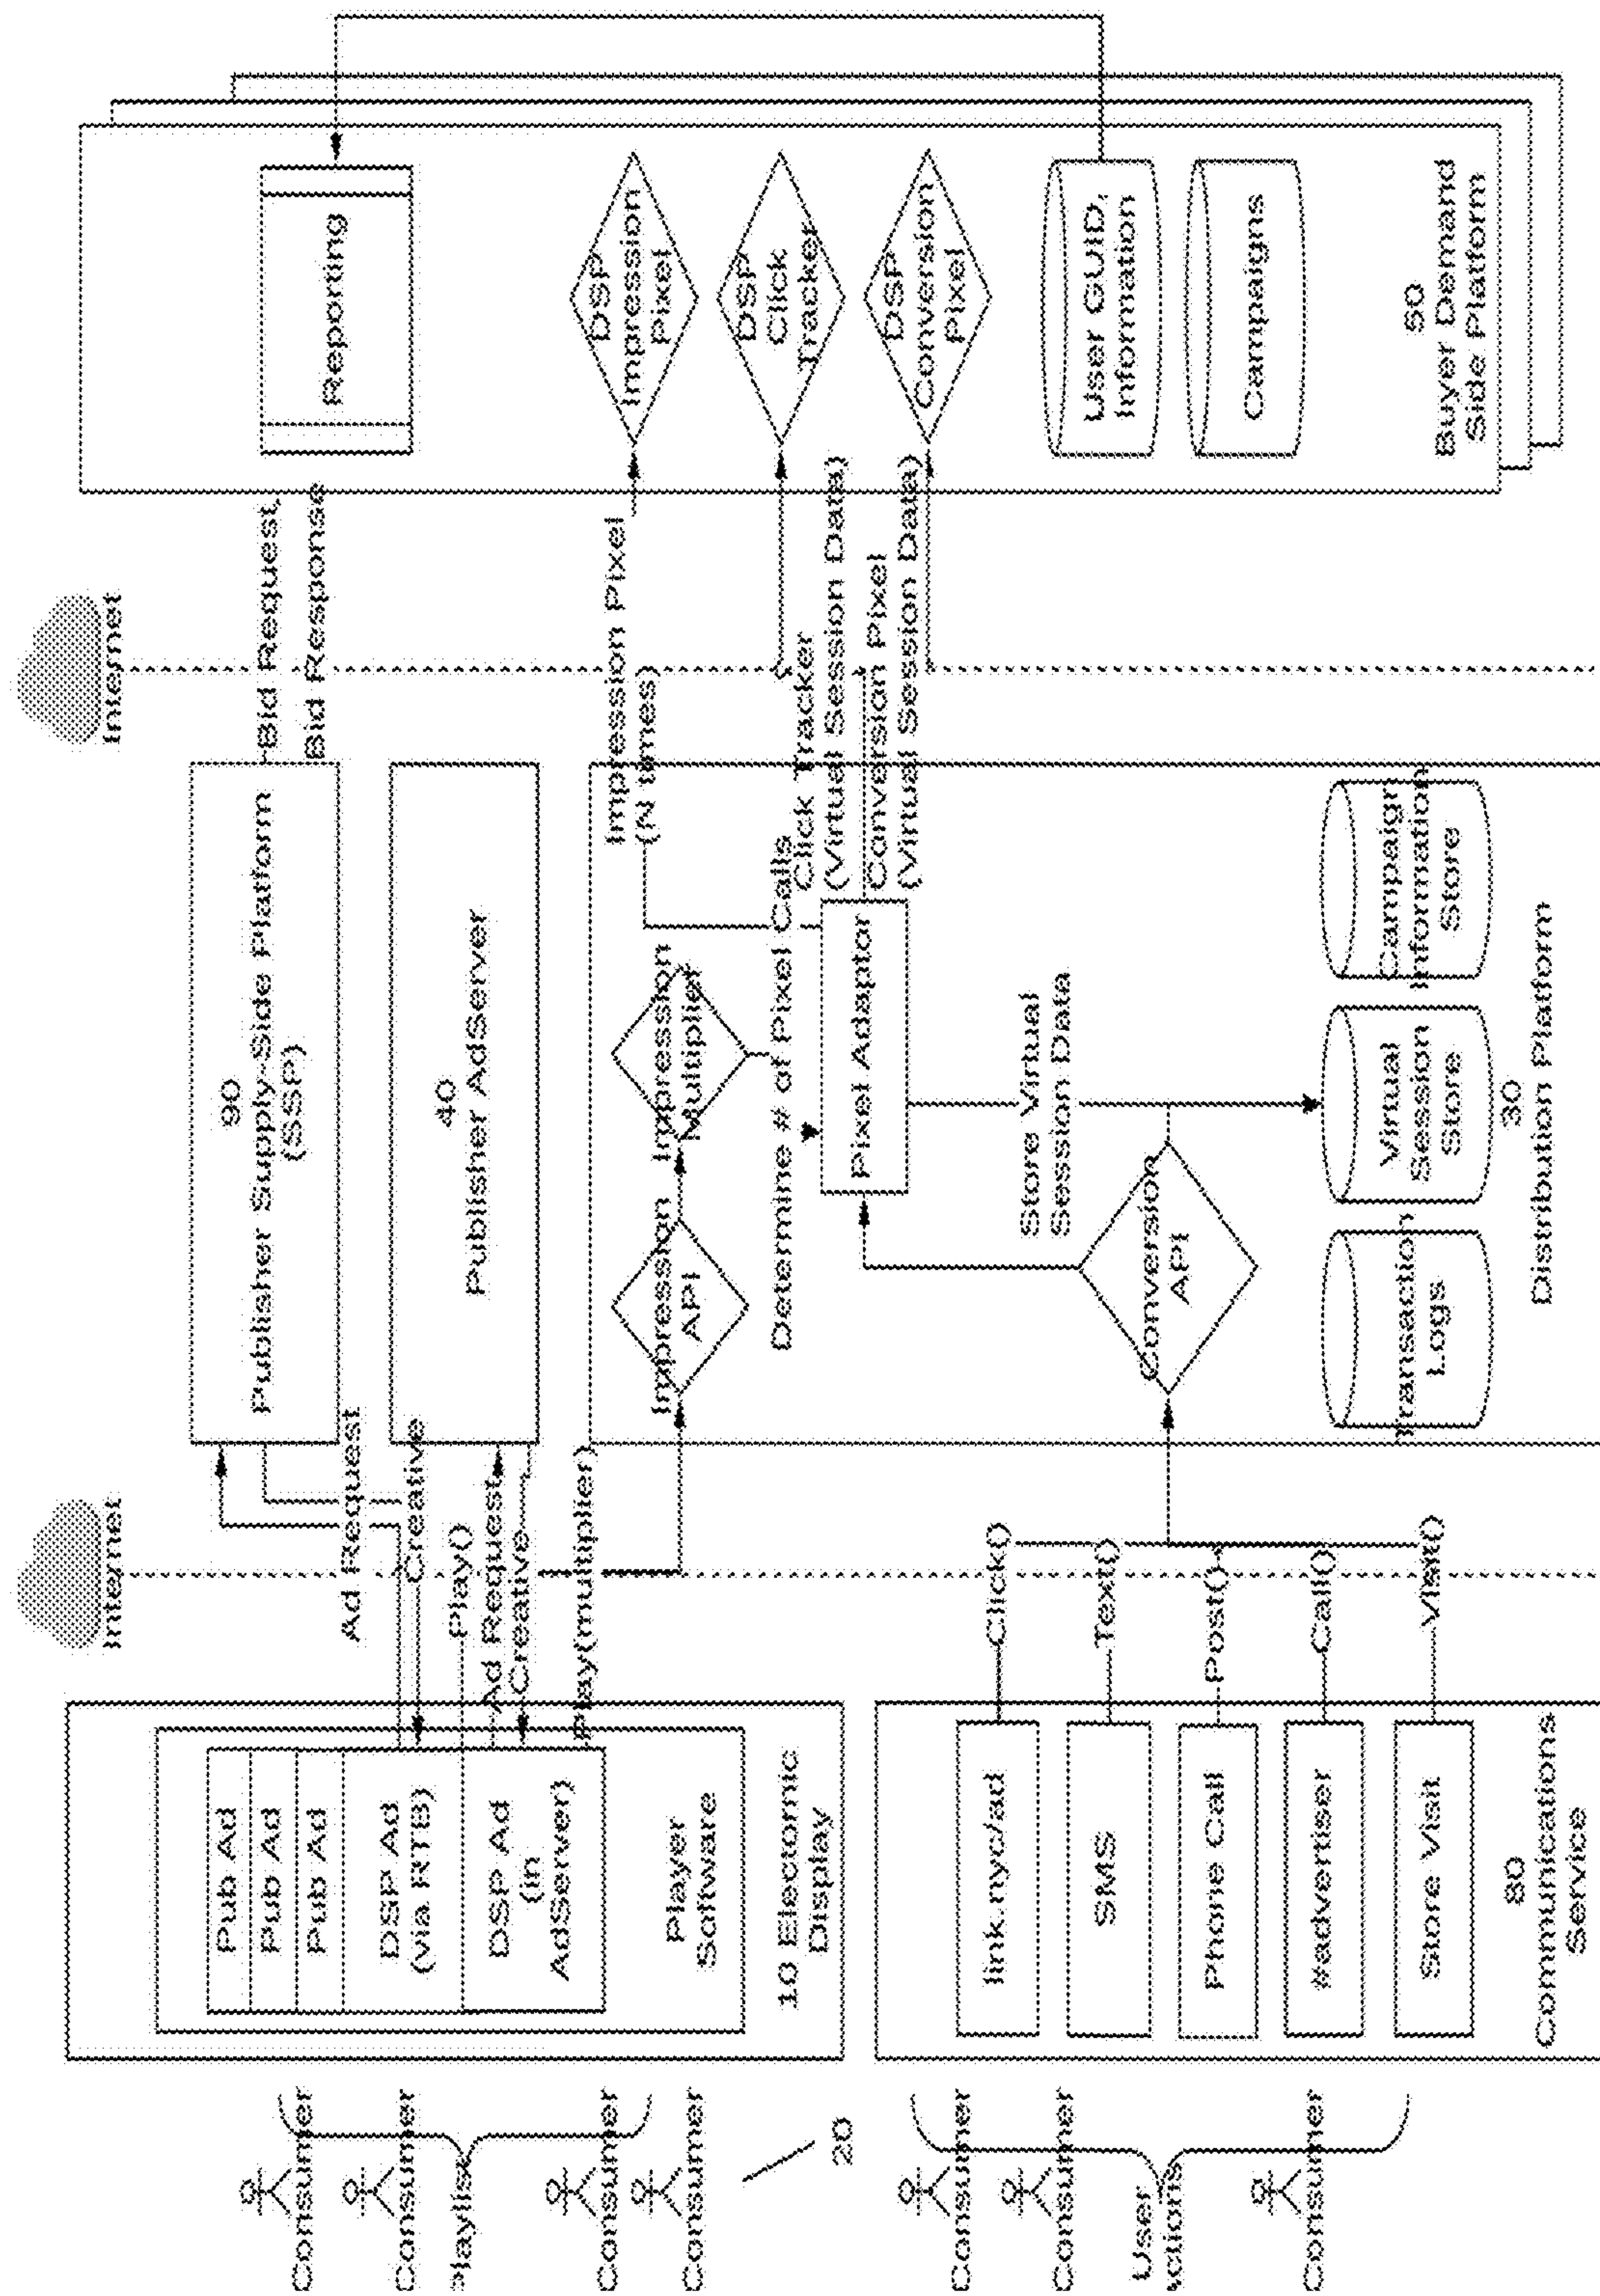 Consumer
Consumer
Playlist
Consumer
Consumer
20
Consumer
Consumer
User
Actions
Consumer
Pub Ad
Pub Ad
Pub Ad
DSP Ad
(via RTB)
DSP Ad
(in
AdServer)
Player
Software
10 Electornic
Display
link.nyc/ad
SMS
Phone Call
#advertiser
Store Visit
80
Communications
Service
Internet
Ad Request
Creative
Play()
Ad Request
Creative
Play(multiplier)
Click()
Text()
Post()
Call()
Visit()
90
Publisher Supply-Side Platform
(SSP)
40
Publisher AdServer
Impression
API
Impression
Multiplier
Determine # of Pixel Calls
Pixel Adaptor
Store Virtual
Session Data
Conversion
API
Transaction
Logs
Virtual
Session
Store
Campaign
Information
Store
30
Distribution Platform
Internet
Bid Request,
Bid Response
Impression Pixel
(N times)
Click Tracker
(Virtual Session Data)
Conversion Pixel
(Virtual Session Data)
Reporting
DSP
Impression
Pixel
DSP
Click
Tracker
DSP
Conversion
Pixel
User GUID,
Information
Campaigns
50
Buyer Demand
Side Platform